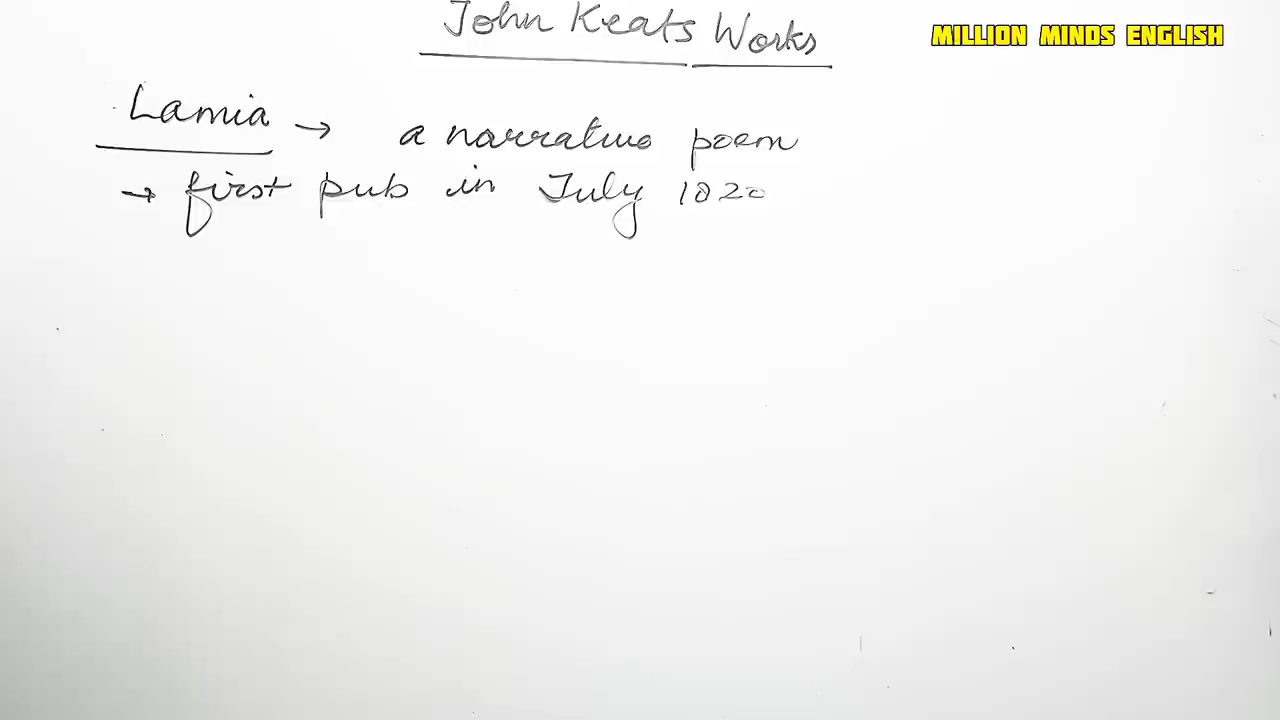 John Keats Works
MILLION MINDS ENGLISH
Lamia → a narrative poem
→ first pub in July 1820